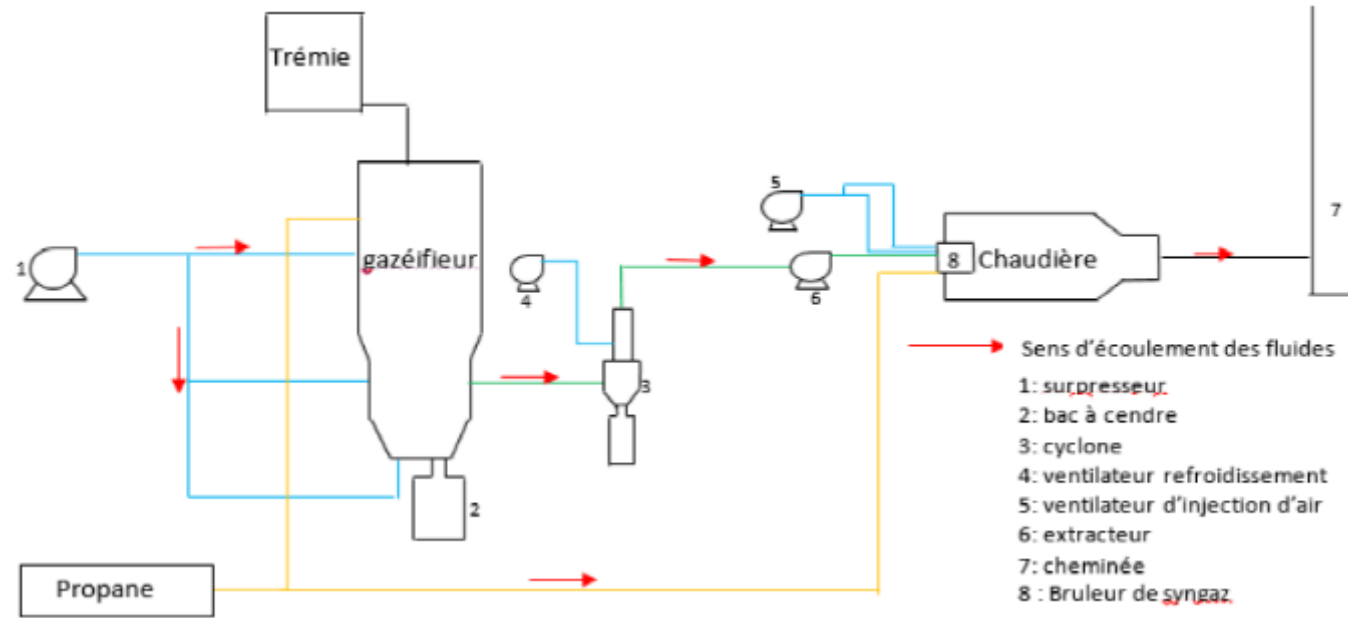 Trémie
5
7
1
gazéifieur
8
Chaudière
4
6
3
Sens d'écoulement des fluides
1: surpresseur
2: bac à cendre
3: cyclone
4: ventilateur refroidissement
5: ventilateur d'injection d'air
6: extracteur
7: cheminée
8 : Bruleur de syngaz
2
Propane